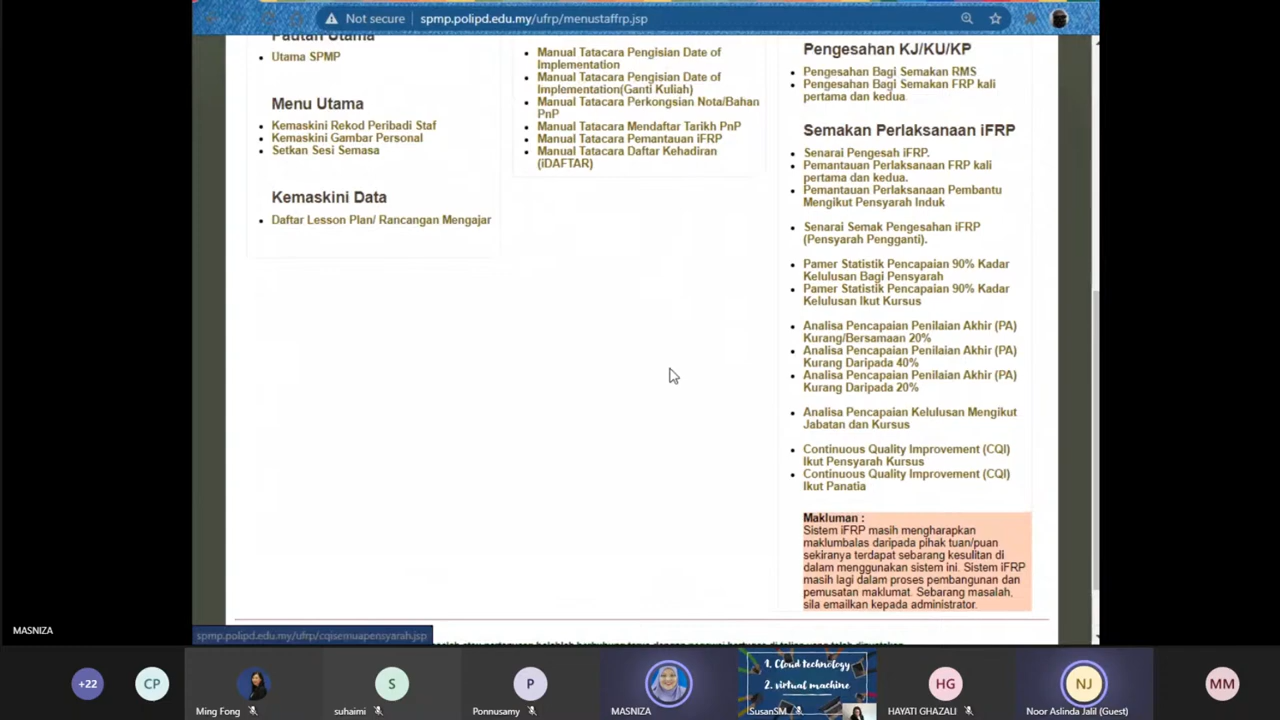 Not secure
spmp.polipd.edu.my/ufrp/menustaffrp.jsp
Pautan Utama
Utama SPMP
Menu Utama
Kemaskini Rekod Peribadi Staf
Kemaskini Gambar Personal
Setkan Sesi Semasa
Kemaskini Data
Daftar Lesson Plan/ Rancangan Mengajar
Manual Tatacara Pengisian Date of
Implementation
Manual Tatacara Pengisian Date of
Implementation(Ganti Kuliah)
Manual Tatacara Perkongsian Nota/Bahan
PnP
Manual Tatacara Mendaftar Tarikh PnP
Manual Tatacara Pemantauan iFRP
Manual Tatacara Daftar Kehadiran
(iDAFTAR)
Pengesahan KJ/KU/KP
Pengesahan Bagi Semakan RMS
Pengesahan Bagi Semakan FRP kali
pertama dan kedua
Semakan Perlaksanaan iFRP
Senarai Pengesah iFRP.
Pemantauan Perlaksanaan FRP kali
pertama dan kedua.
Pemantauan Perlaksanaan Pembantu
Mengikut Pensyarah Induk
Senarai Semak Pengesahan iFRP
(Pensyarah Pengganti).
Pamer Statistik Pencapaian 90% Kadar
Kelulusan Bagi Pensyarah
Pamer Statistik Pencapaian 90% Kadar
Kelulusan Ikut Kursus
Analisa Pencapaian Penilaian Akhir (PA)
Kurang/Bersamaan 20%
Analisa Pencapaian Penilaian Akhir (PA)
Kurang Daripada 40%
Analisa Pencapaian Penilaian Akhir (PA)
Kurang Daripada 20%
Analisa Pencapaian Kelulusan Mengikut
Jabatan dan Kursus
Continuous Quality Improvement (CQI)
Ikut Pensyarah Kursus
Continuous Quality Improvement (CQI)
Ikut Panatia
Makluman :
Sistem iFRP masih mengharapkan
maklumbalas daripada pihak tuan/puan
sekiranya terdapat sebarang kesulitan di
dalam menggunakan sistem ini. Sistem iFRP
masih lagi dalam proses pembangunan dan
pemusatan maklumat. Sebarang masalah,
sila emailkan kepada administrator.
MASNIZA
spmp.polipd.edu.my/ufrp/cqisemuapensyarah.jsp
+22
CP
Ming Fong
S
suhaimi
P
Ponnusamy
MASNIZA
1. Cloud technology
2. virtual machine
iSusanSM
HG
HAYATI GHAZALI
NJ
Noor Aslinda Jalil (Guest)
MM